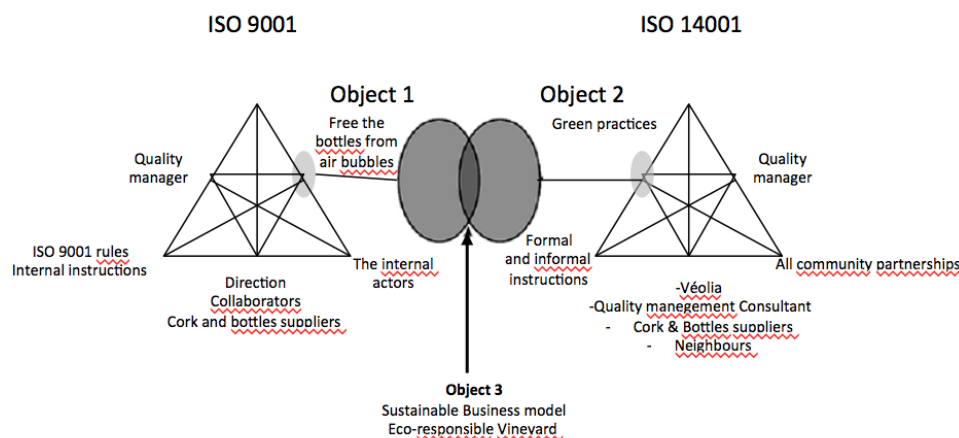 ISO 9001
ISO 14001
Object 1
Free the
bottles from
air bubbles
Object 2
Green practices
Quality
manager
Quality
manager
ISO 9001 rules
Internal instructions
Direction
Collaborators
Cork and bottles suppliers
The internal
actors
Formal
and informal
instructions
-Véolia
-Quality manegement Consultant
- Cork & Bottles suppliers
- Neighbours
All community partnerships
Object 3
Sustainable Business model
Eco-responsible Vineyard